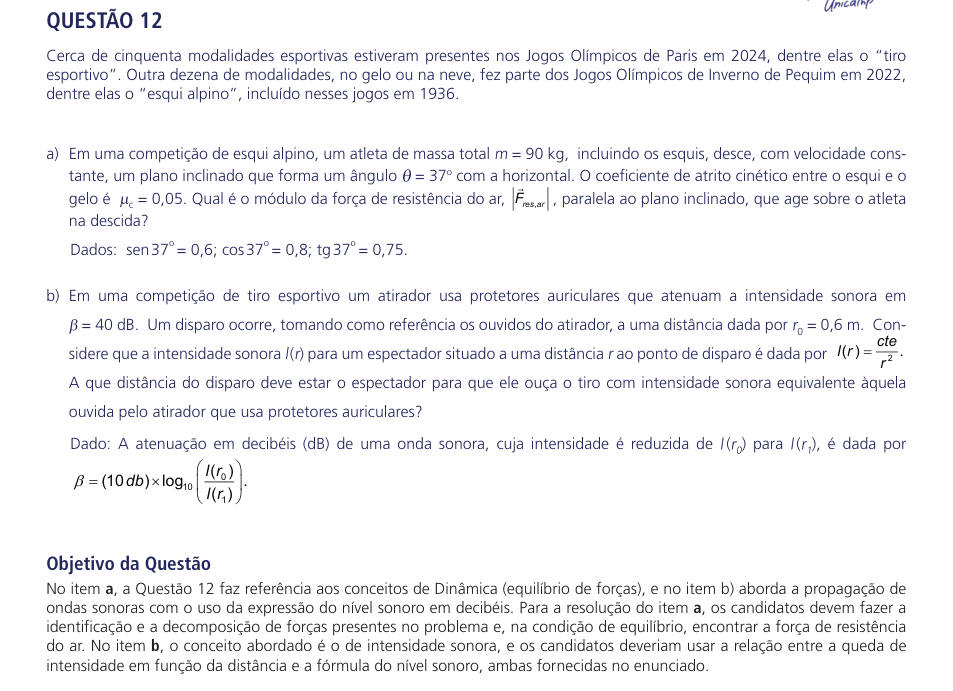 Unicamp
QUESTÃO 12
Cerca de cinquenta modalidades esportivas estiveram presentes nos Jogos Olímpicos de Paris em 2024, dentre elas o “tiro
esportivo”. Outra dezena de modalidades, no gelo ou na neve, fez parte dos Jogos Olímpicos de Inverno de Pequim em 2022,
dentre elas o “esqui alpino”, incluído nesses jogos em 1936.
a) Em uma competição de esqui alpino, um atleta de massa total m = 90 kg, incluindo os esquis, desce, com velocidade cons-
tante, um plano inclinado que forma um ângulo θ = 37° com a horizontal. O coeficiente de atrito cinético entre o esqui e o
gelo é μ_c = 0,05. Qual é o módulo da força de resistência do ar, |F⃗_res,ar|, paralela ao plano inclinado, que age sobre o atleta
na descida?
Dados: sen37° = 0,6; cos37° = 0,8; tg37° = 0,75.
b) Em uma competição de tiro esportivo um atirador usa protetores auriculares que atenuam a intensidade sonora em
β = 40 dB. Um disparo ocorre, tomando como referência os ouvidos do atirador, a uma distância dada por r₀ = 0,6 m. Con-
sidere que a intensidade sonora I(r) para um espectador situado a uma distância r ao ponto de disparo é dada por I(r) = cte/r².
A que distância do disparo deve estar o espectador para que ele ouça o tiro com intensidade sonora equivalente àquela
ouvida pelo atirador que usa protetores auriculares?
Dado: A atenuação em decibéis (dB) de uma onda sonora, cuja intensidade é reduzida de I(r₀) para I(r₁), é dada por
β = (10 db) × log₁₀ (I(r₀)/I(r₁)).
Objetivo da Questão
No item a, a Questão 12 faz referência aos conceitos de Dinâmica (equilíbrio de forças), e no item b) aborda a propagação de
ondas sonoras com o uso da expressão do nível sonoro em decibéis. Para a resolução do item a, os candidatos devem fazer a
identificação e a decomposição de forças presentes no problema e, na condição de equilíbrio, encontrar a força de resistência
do ar. No item b, o conceito abordado é o de intensidade sonora, e os candidatos deveriam usar a relação entre a queda de
intensidade em função da distância e a fórmula do nível sonoro, ambas fornecidas no enunciado.